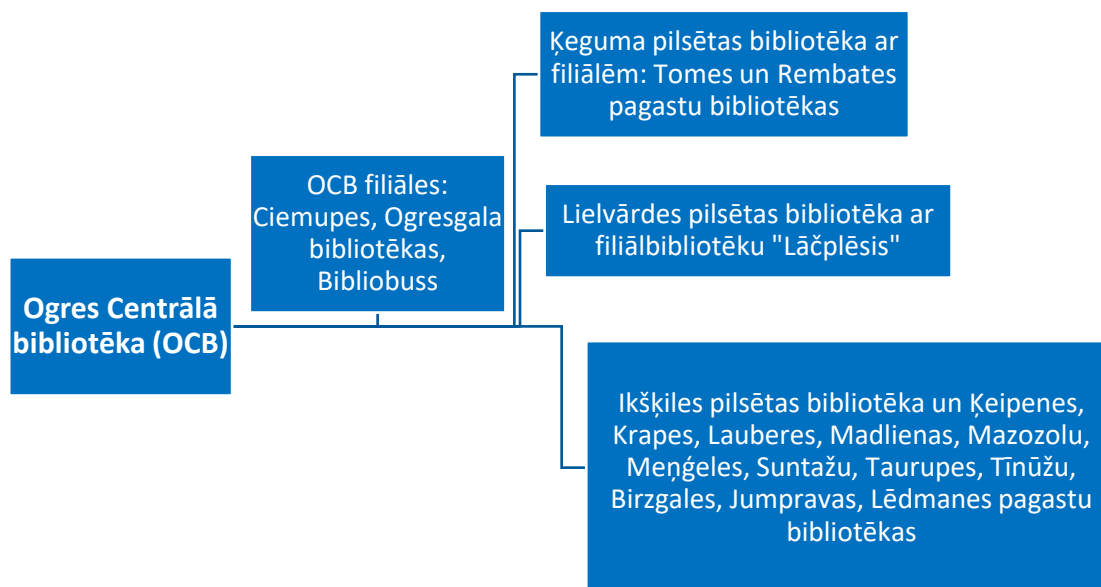 Ķeguma pilsētas bibliotēka ar
filiālēm: Tomes un Rembates
pagastu bibliotēkas
OCB filiāles:
Ciemupes, Ogresgala
bibliotēkas,
Bibliobuss
Lielvārdes pilsētas bibliotēka ar
filiālbibliotēku "Lāčplēsis"
Ogres Centrālā
bibliotēka (OCB)
Ikšķiles pilsētas bibliotēka un Ķeipenes,
Krapes, Lauberes, Madlienas, Mazozolu,
Meņģeles, Suntažu, Taurupes, Tīnūžu,
Birzgales, Jumpravas, Lēdmanes pagastu
bibliotēkas